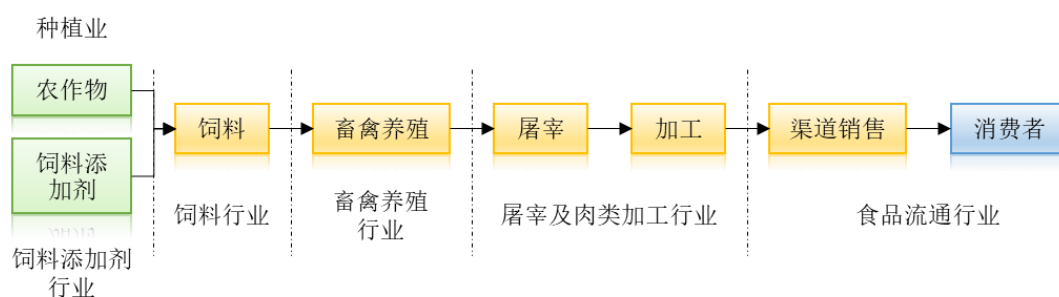 种植业
农作物
饲料添
加剂
饲料添加剂
行业
饲料
饲料行业
畜禽养殖
畜禽养殖
行业
屠宰
加工
屠宰及肉类加工行业
渠道销售
消费者
食品流通行业